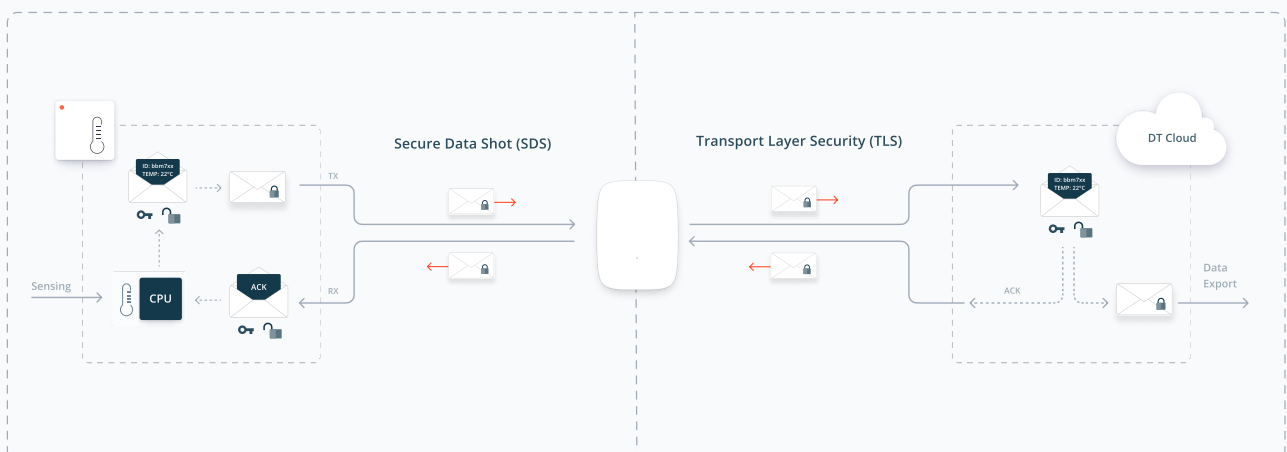 Secure Data Shot (SDS)
Transport Layer Security (TLS)
DT Cloud
ID: bbm7xx
TEMP: 22°C
TX
ID: bbm7xx
TEMP: 22°C
Sensing
CPU
ACK
RX
ACK
Data
Export